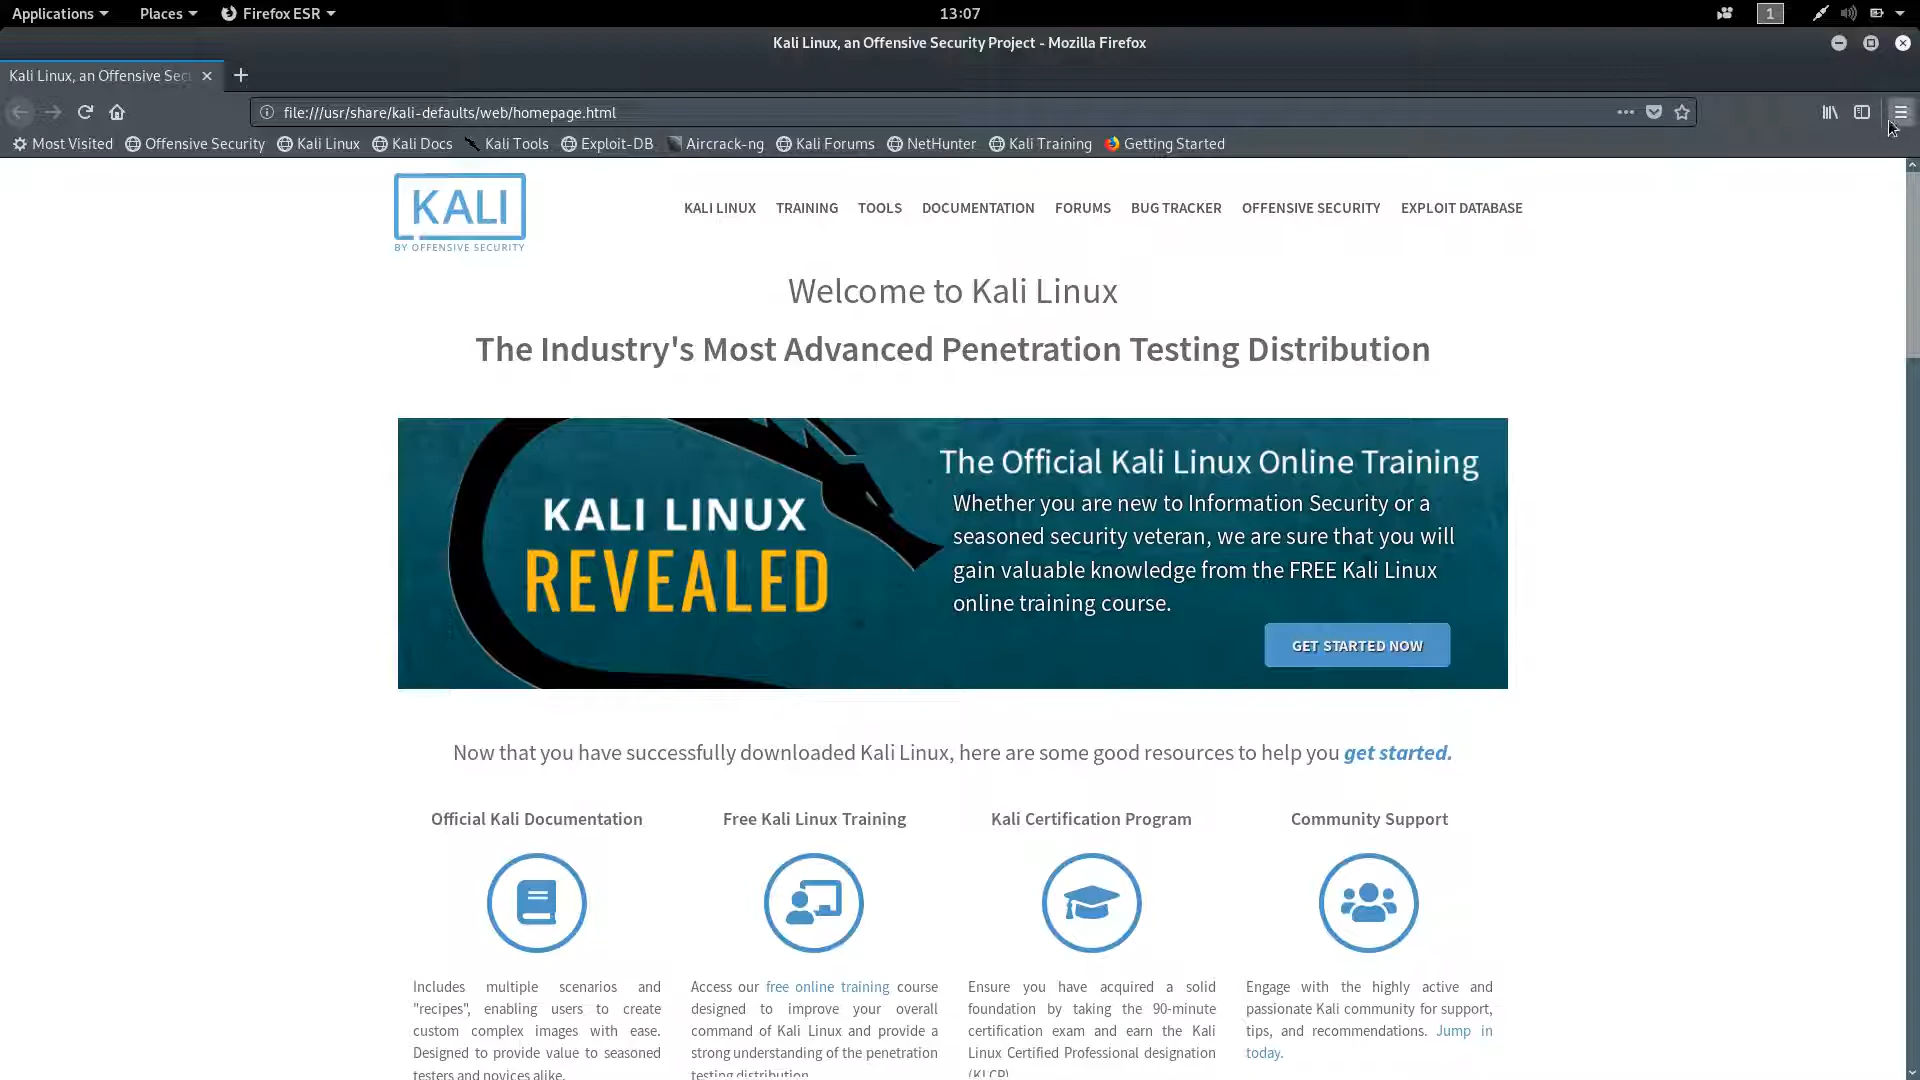 Applications Places Firefox ESR 13:07 1
Kali Linux, an Offensive Security Project - Mozilla Firefox
Kali Linux, an Offensive Sec
file:///usr/share/kali-defaults/web/homepage.html
Most Visited Offensive Security Kali Linux Kali Docs Kali Tools Exploit-DB Aircrack-ng Kali Forums NetHunter Kali Training Getting Started
KALI
BY OFFENSIVE SECURITY
KALI LINUX TRAINING TOOLS DOCUMENTATION FORUMS BUG TRACKER OFFENSIVE SECURITY EXPLOIT DATABASE
Welcome to Kali Linux
The Industry's Most Advanced Penetration Testing Distribution
KALI LINUX
REVEALED
The Official Kali Linux Online Training
Whether you are new to Information Security or a
seasoned security veteran, we are sure that you will
gain valuable knowledge from the FREE Kali Linux
online training course.
GET STARTED NOW
Now that you have successfully downloaded Kali Linux, here are some good resources to help you get started.
Official Kali Documentation
Includes multiple scenarios and
"recipes", enabling users to create
custom complex images with ease.
Designed to provide value to seasoned
testers and novices alike.
Free Kali Linux Training
Access our free online training course
designed to improve your overall
command of Kali Linux and provide a
strong understanding of the penetration
testing distribution
Kali Certification Program
Ensure you have acquired a solid
foundation by taking the 90-minute
certification exam and earn the Kali
Linux Certified Professional designation
(KLCP)
Community Support
Engage with the highly active and
passionate Kali community for support,
tips, and recommendations. Jump in
today.